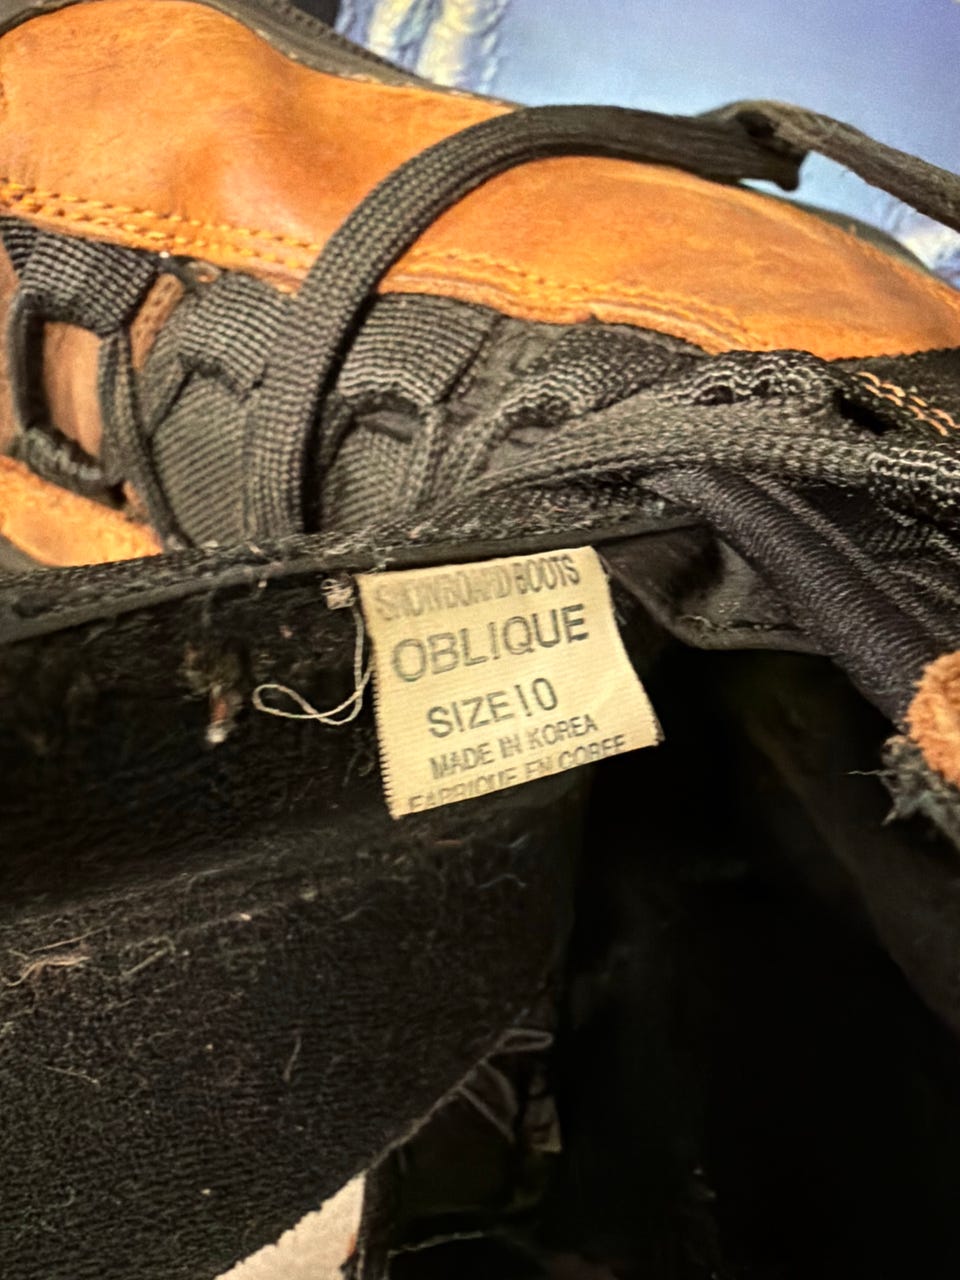 SNOWBOARD BOOTS
OBLIQUE
SIZE 10
MADE IN KOREA
FABRIQUE EN COREE